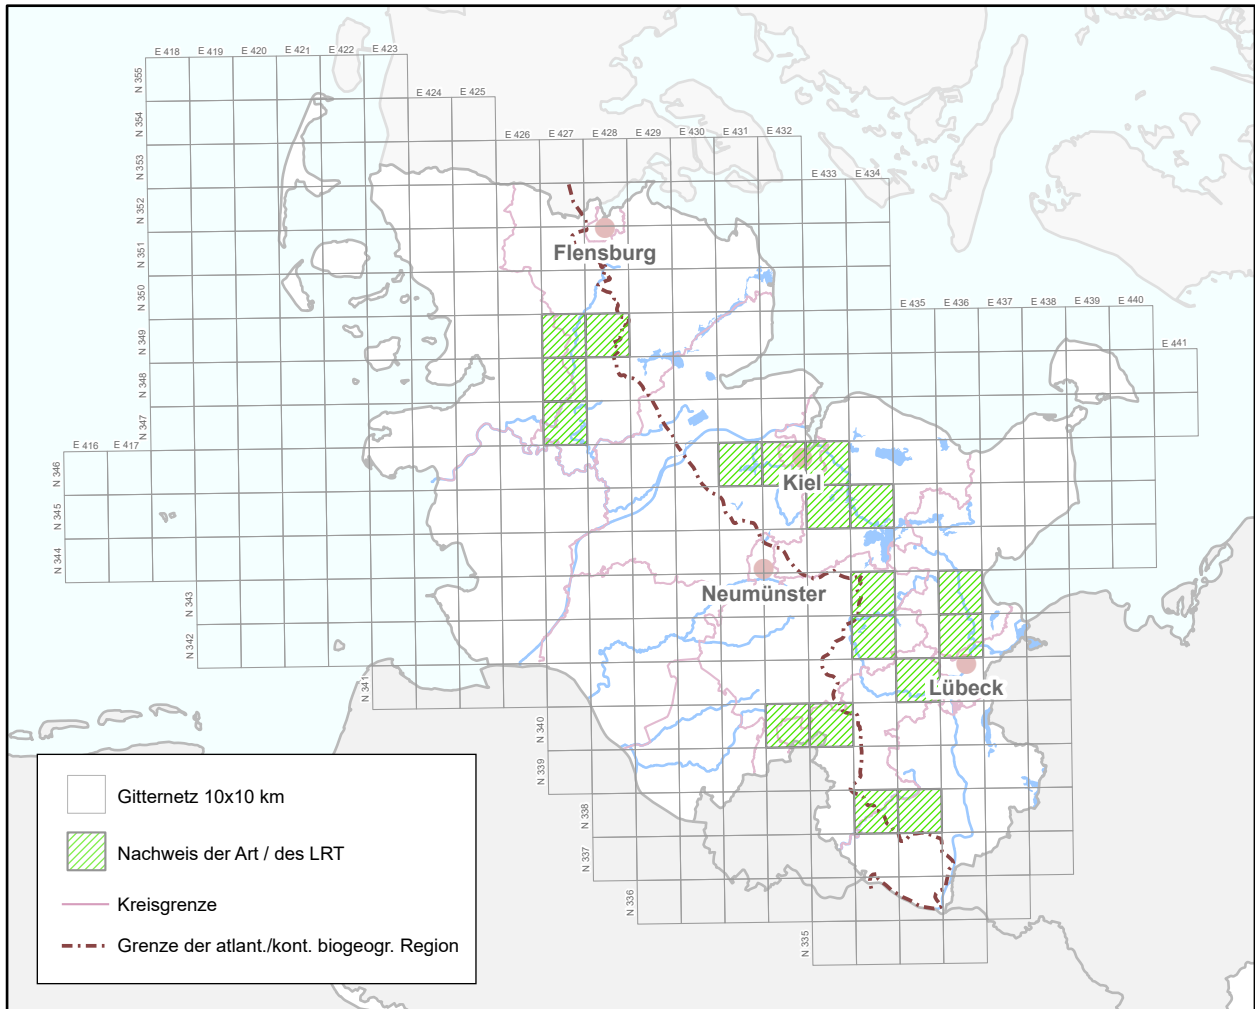 E 418 E 419 E 420 E 421 E 422 E 423
E 424 E 425
E 426 E 427 E 428 E 429 E 430 E 431 E 432
E 433 E 434
E 435 E 436 E 437 E 438 E 439 E 440
E 441
E 416 E 417
N 355
N 354
N 353
N 352
N 351
N 350
N 349
N 348
N 347
N 346
N 345
N 344
N 343
N 342
N 341
N 340
N 339
N 338
N 337
N 336
N 335
Flensburg
Kiel
Neumünster
Lübeck
Gitternetz 10x10 km
Nachweis der Art / des LRT
Kreisgrenze
Grenze der atlant./kont. biogeogr. Region